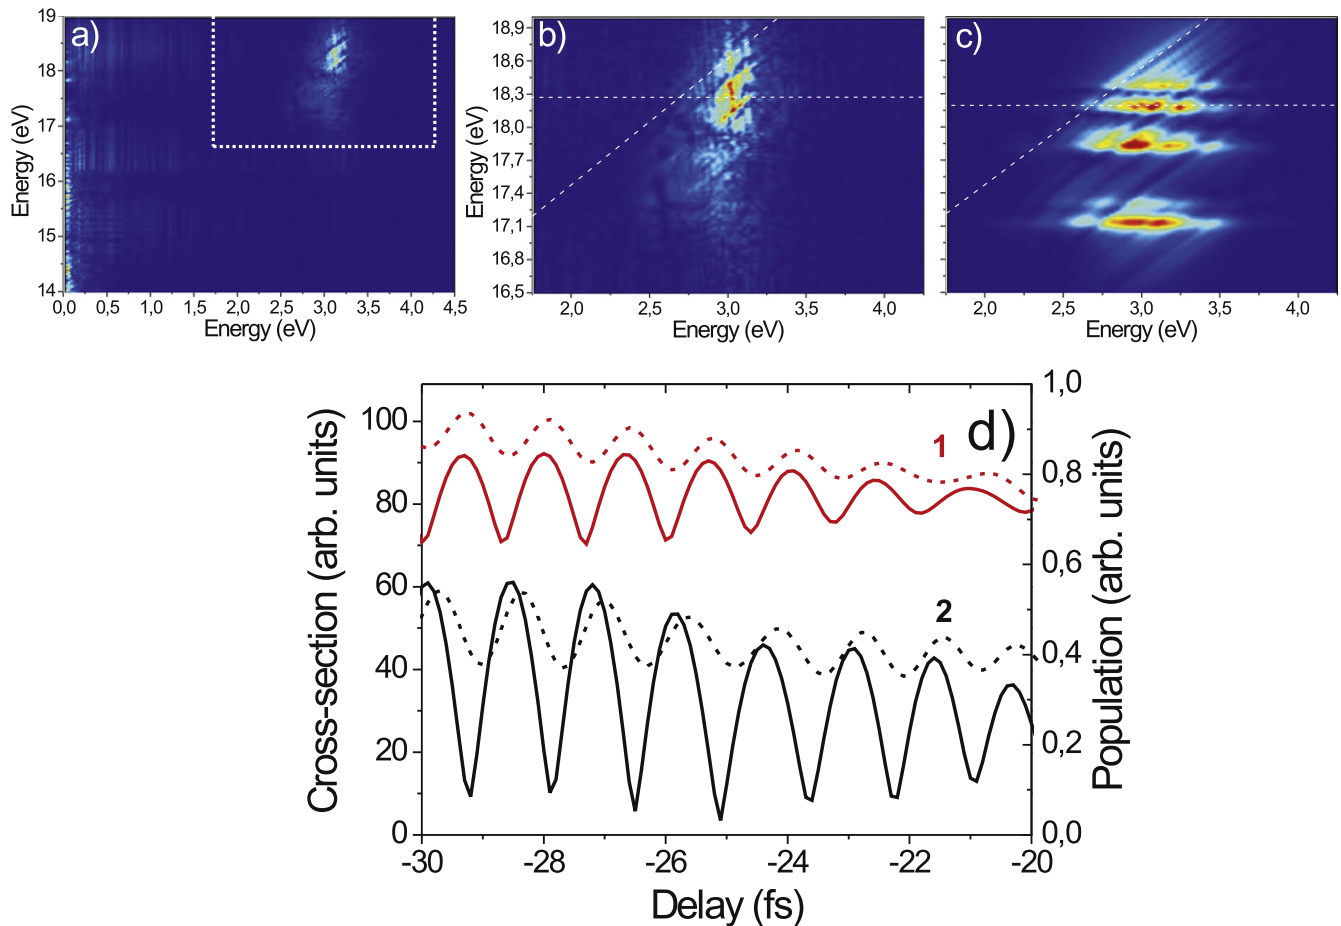 a)
19
18
17
16
15
14
Energy (eV)
0,0 0,5 1,0 1,5 2,0 2,5 3,0 3,5 4,0 4,5
Energy (eV)
b)
18,9
18,6
18,3
18,0
17,7
17,4
17,1
16,8
16,5
Energy (eV)
2,0 2,5 3,0 3,5 4,0
Energy (eV)
c)
2,0 2,5 3,0 3,5 4,0
Energy (eV)
d)
1
2
100
80
60
40
20
0
Cross-section (arb. units)
1,0
0,8
0,6
0,4
0,2
0,0
Population (arb. units)
-30 -28 -26 -24 -22 -20
Delay (fs)